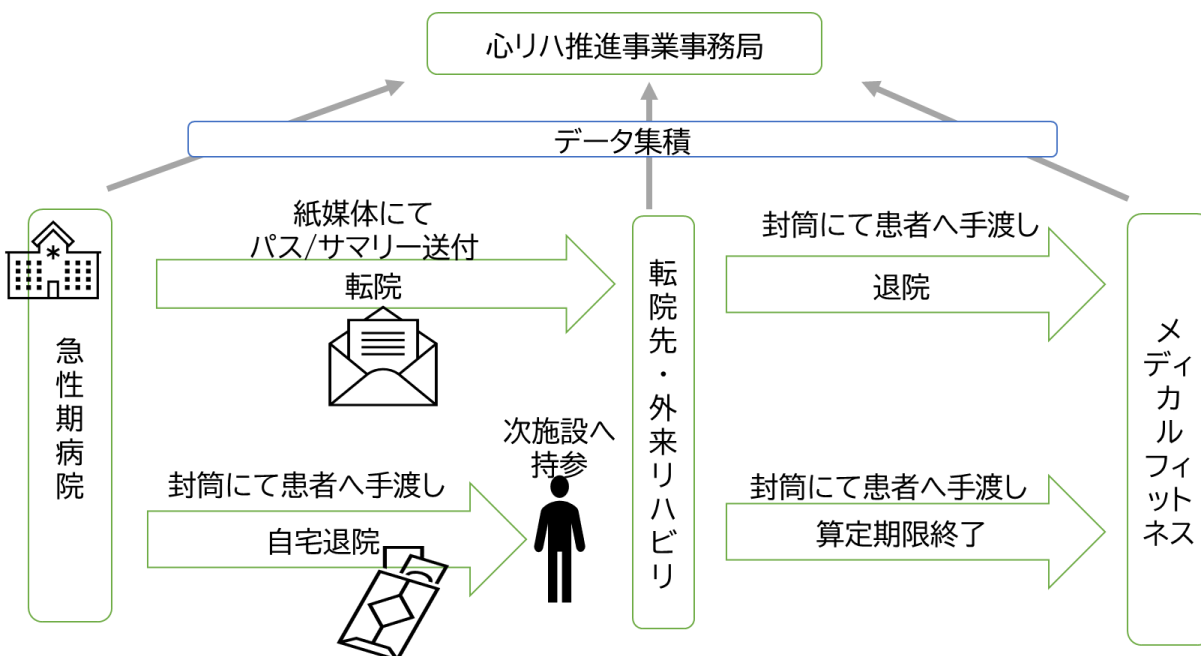 心リハ推進事業事務局
データ集積
紙媒体にて
パス/サマリー送付
転院
封筒にて患者へ手渡し
退院
急性期病院
転院先・外来リハビリ
メディカルフィットネス
次施設へ
持参
封筒にて患者へ手渡し
自宅退院
封筒にて患者へ手渡し
算定期限終了